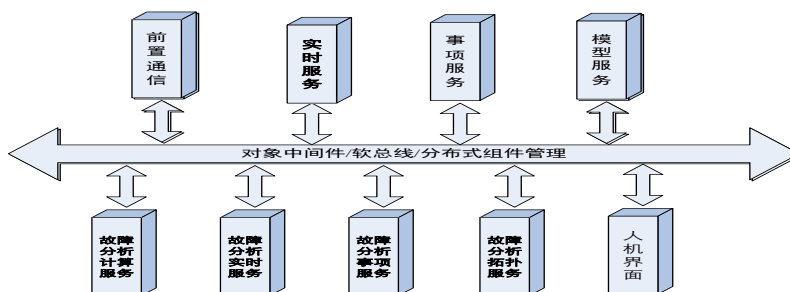 前置
通信
实时
服务
事项
服务
模型
服务
对象中间件/软总线/分布式组件管理
故障
分析
计算
服务
故障
分析
实时
服务
故障
分析
事项
服务
故障
分析
拓扑
服务
人机
界面